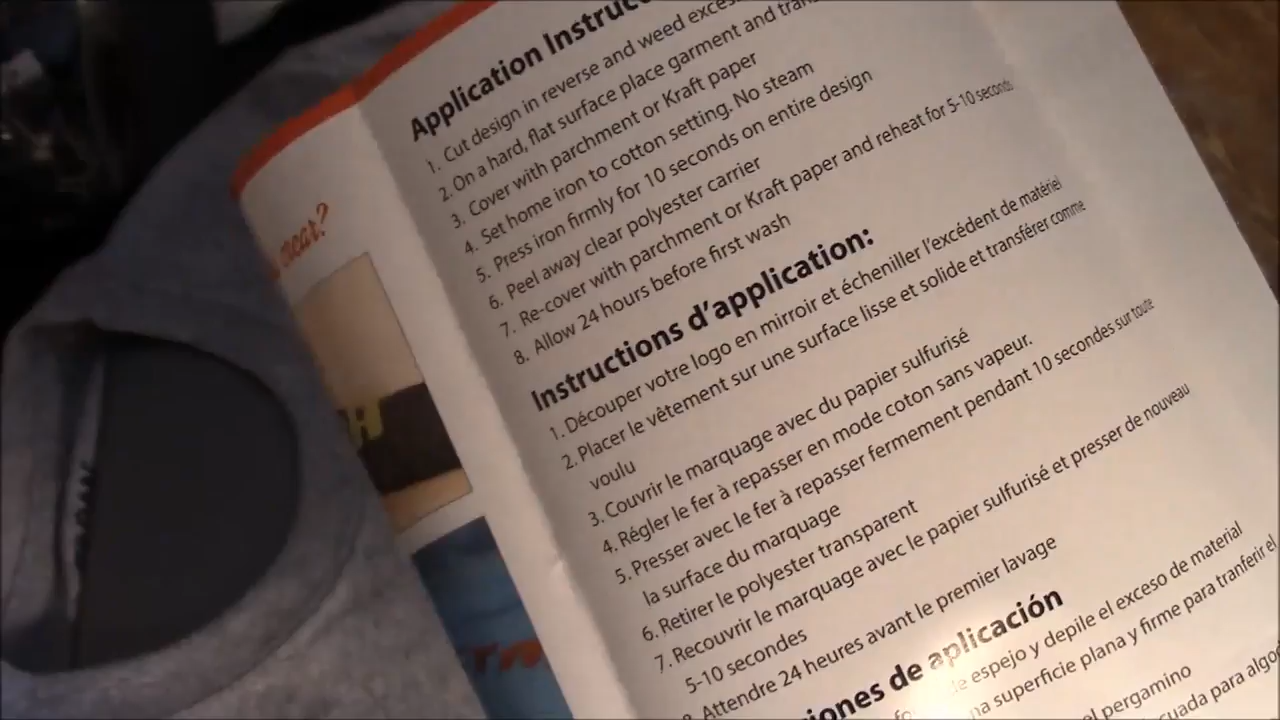 crear?
Application
1. Cut design in reverse and weed
2. On a hard, flat surface place garment and
3. Cover with parchment or Kraft paper
4. Set home iron to cotton setting. No steam
5. Press iron firmly for 10 seconds on entire design
6. Peel away clear polyester carrier
7. Re-cover with parchment or Kraft paper and reheat for 5-10 seconds
8. Allow 24 hours before first wash
Instructions d'application:
1. Découper votre logo en mirroir et écheniller l'excédent de matériel
2. Placer le vêtement sur une surface lisse et solide et transférer comme
voulu
3. Couvrir le marquage avec du papier sulfurisé
4. Régler le fer à repasser en mode coton sans vapeur.
5. Presser avec le fer à repasser fermement pendant 10 secondes sur toute
la surface du marquage
6. Retirer le polyester transparent
7. Recouvrir le marquage avec le papier sulfurisé et presser de nouveau
5-10 secondes
Attendre 24 heures avant le premier lavage
de aplicación
espejo y depile el exceso de material
superficie plana y firme para tranferir el
pergamino
para